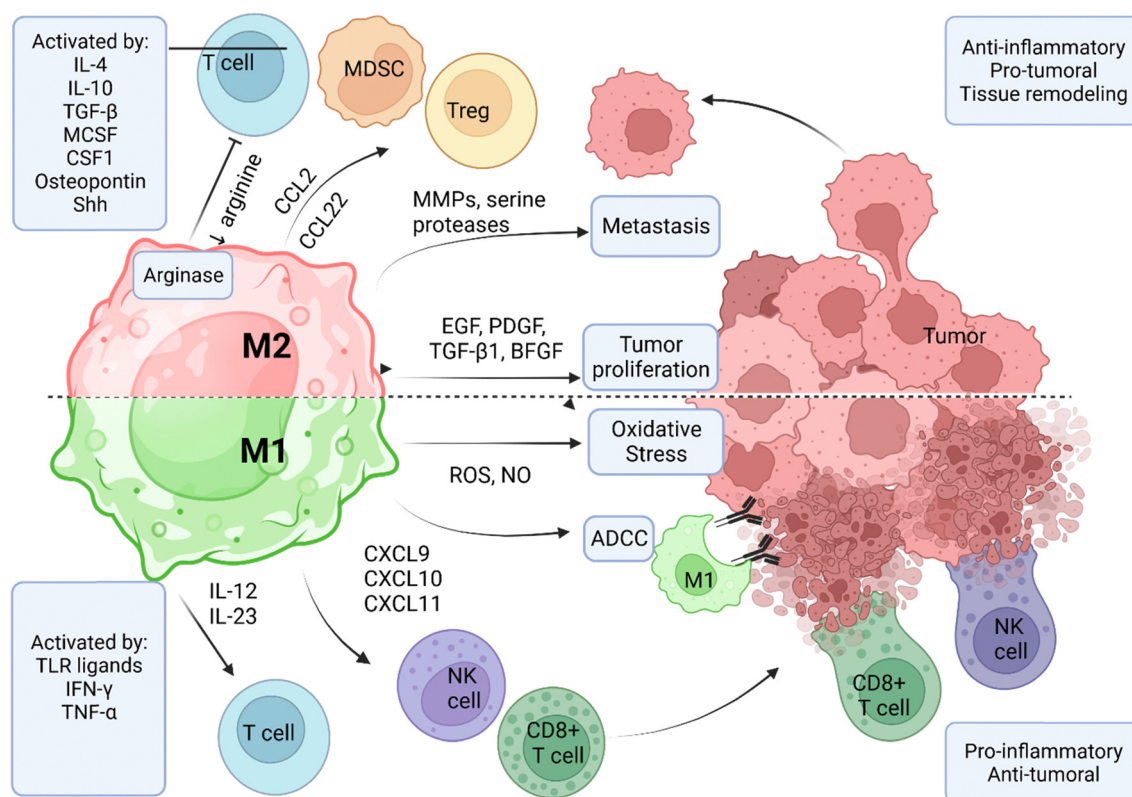 Activated by:
IL-4
IL-10
TGF-β
MCSF
CSF1
Osteopontin
Shh
T cell
MDSC
Treg
Anti-inflammatory
Pro-tumoral
Tissue remodeling
↓ arginine
CCL2
CCL22
MMPs, serine
proteases
Metastasis
Arginase
M2
EGF, PDGF,
TGF-β1, BFGF
Tumor
proliferation
Tumor
M1
Oxidative
Stress
ROS, NO
ADCC
M1
CXCL9
CXCL10
CXCL11
IL-12
IL-23
Activated by:
TLR ligands
IFN-γ
TNF-α
T cell
NK
cell
CD8+
T cell
CD8+
T cell
NK
cell
Pro-inflammatory
Anti-tumoral